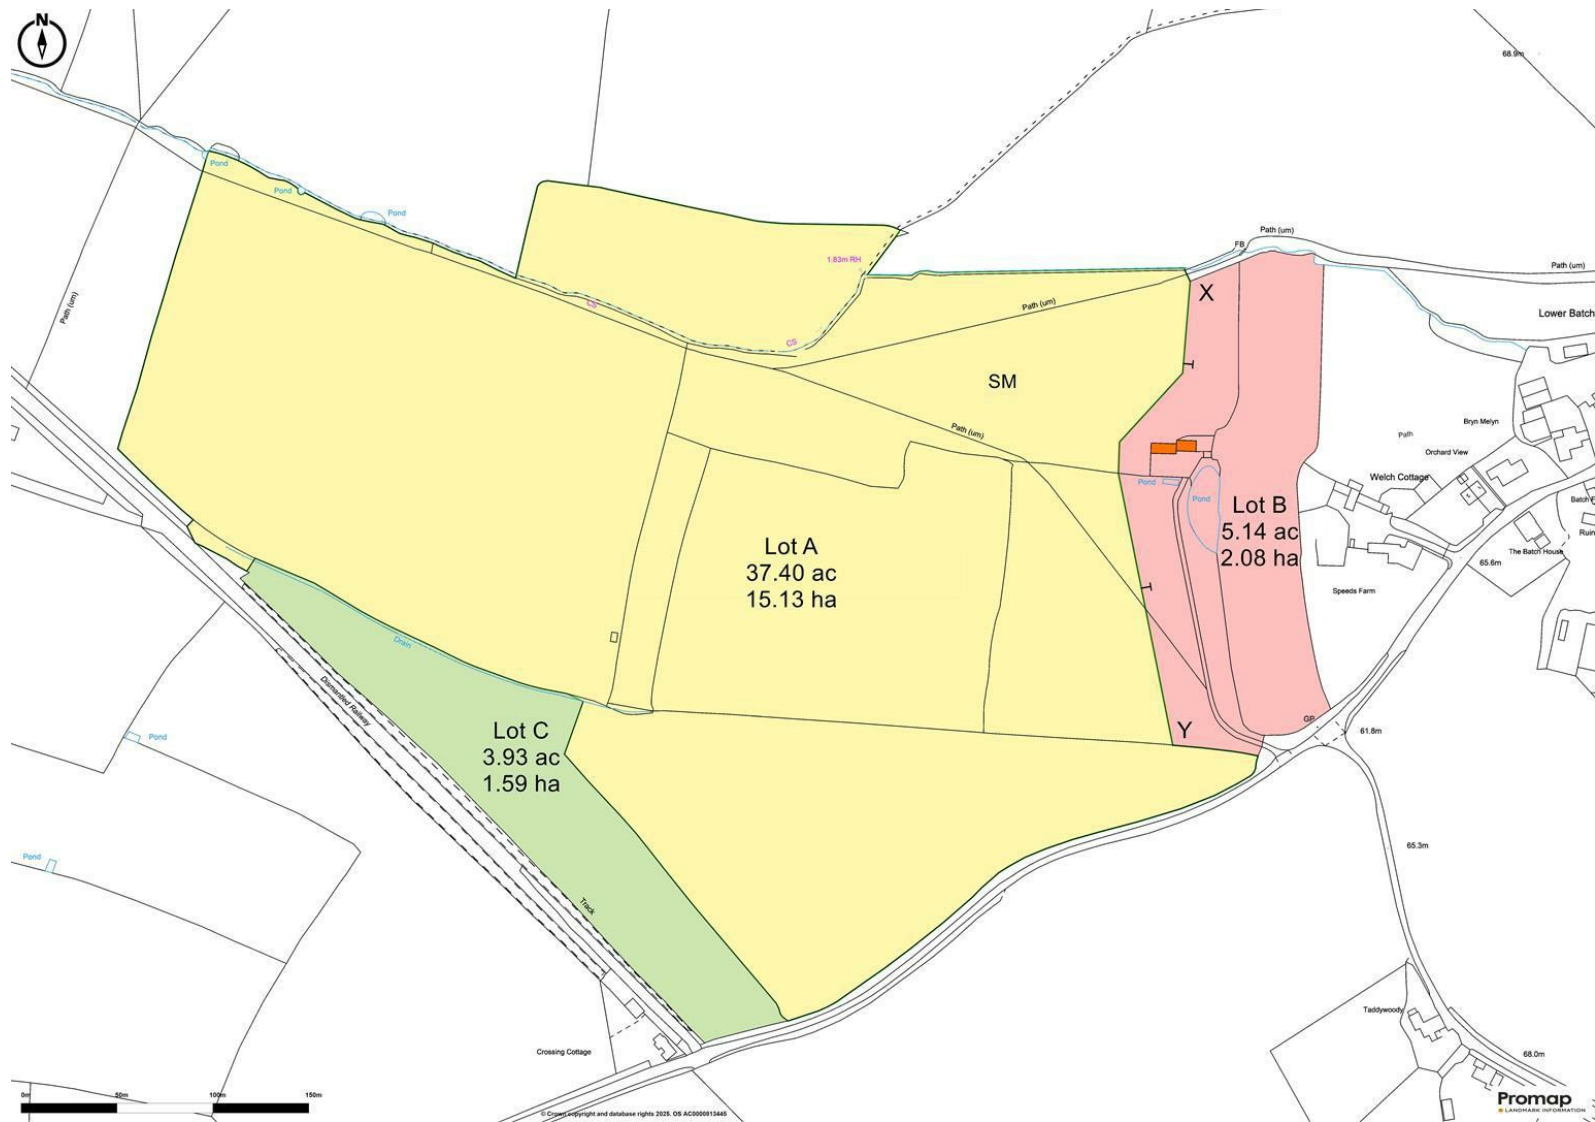 N
68.9m
Pond
Pond
Pond
Path (um)
FB
Path (um)
1.83m RH
Path (um)
X
Path (um)
CS
Lower Batch
CS
SM
Bryn Melyn
Path (um)
Path
Orchard View
Welch Cottage
Pond
Pond
Lot B
5.14 ac
2.08 ha
Batch F
Ruin
The Batch House
65.6m
Lot A
37.40 ac
15.13 ha
Speeds Farm
Drain
Dismantled Railway
GP
Y
61.8m
Lot C
3.93 ac
1.59 ha
Pond
65.3m
Pond
Track
Taddywoody
Crossing Cottage
68.0m
0m 50m 100m 150m
© Crown copyright and database rights 2025. OS AC0000813445
Promap
LANDMARK INFORMATION